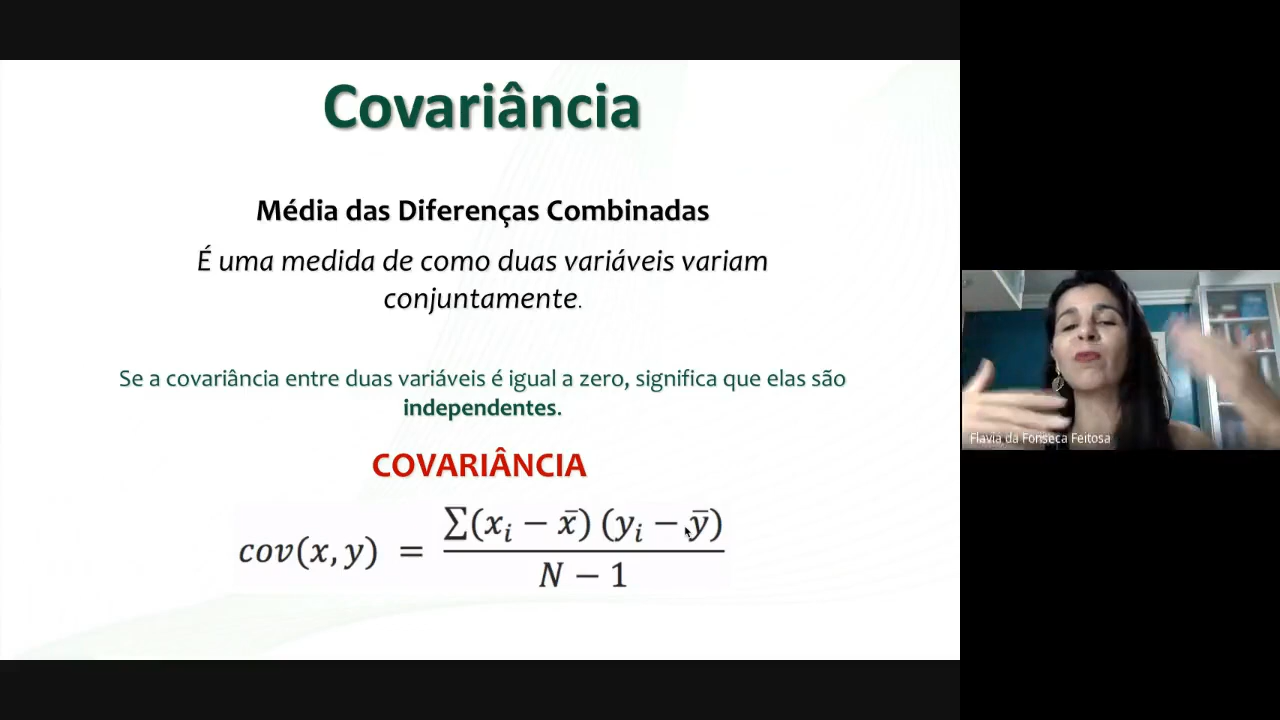 Covariância
Média das Diferenças Combinadas
É uma medida de como duas variáveis variam
conjuntamente.
Se a covariância entre duas variáveis é igual a zero, significa que elas são
independentes.
COVARIÂNCIA
cov(x, y) = ∑(xᵢ − x̄) (yᵢ − ȳ) / N − 1
Flavia da Fonseca Feitosa